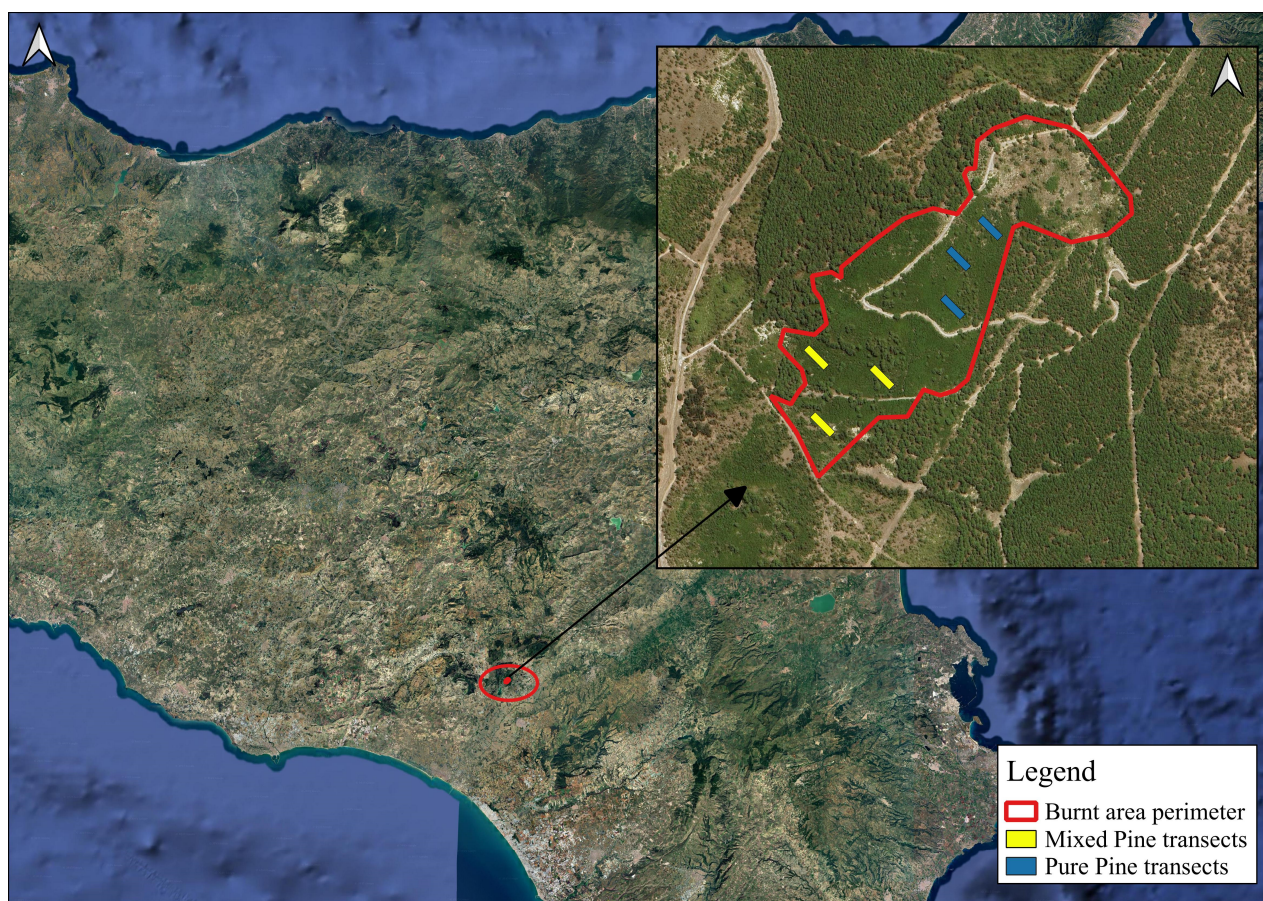 Legend
Burnt area perimeter
Mixed Pine transects
Pure Pine transects